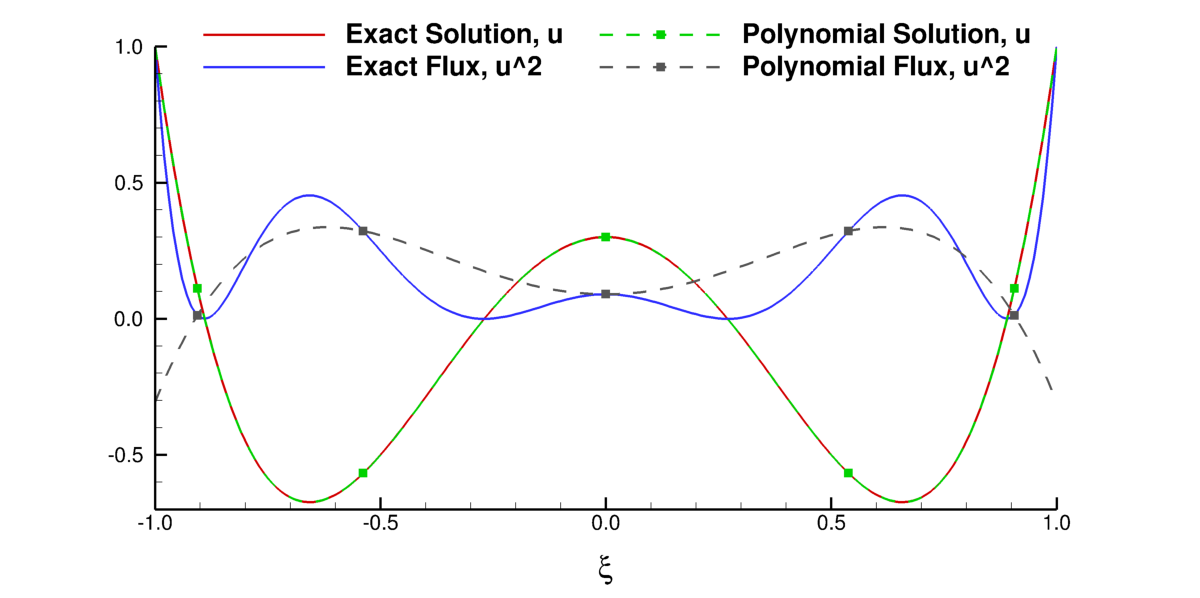 Exact Solution, u
Polynomial Solution, u
Exact Flux, u^2
Polynomial Flux, u^2
1.0
0.5
0.0
-0.5
-1.0
-0.5
0.0
0.5
1.0
ξ